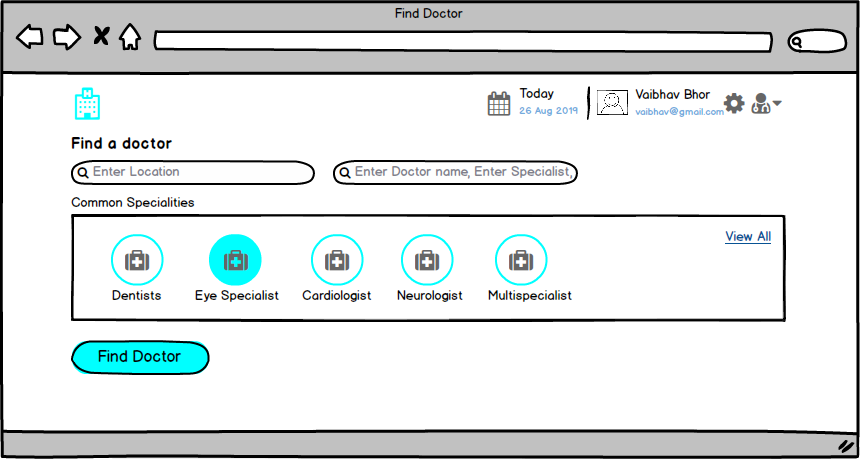 Find Doctor
H
Today
26 Aug 2019
Vaibhav Bhor
vaibhav@gmail.com
Find a doctor
Enter Location
Enter Doctor name, Enter Specialist,
Common Specialities
View All
Dentists
Eye Specialist
Cardiologist
Neurologist
Multispecialist
Find Doctor